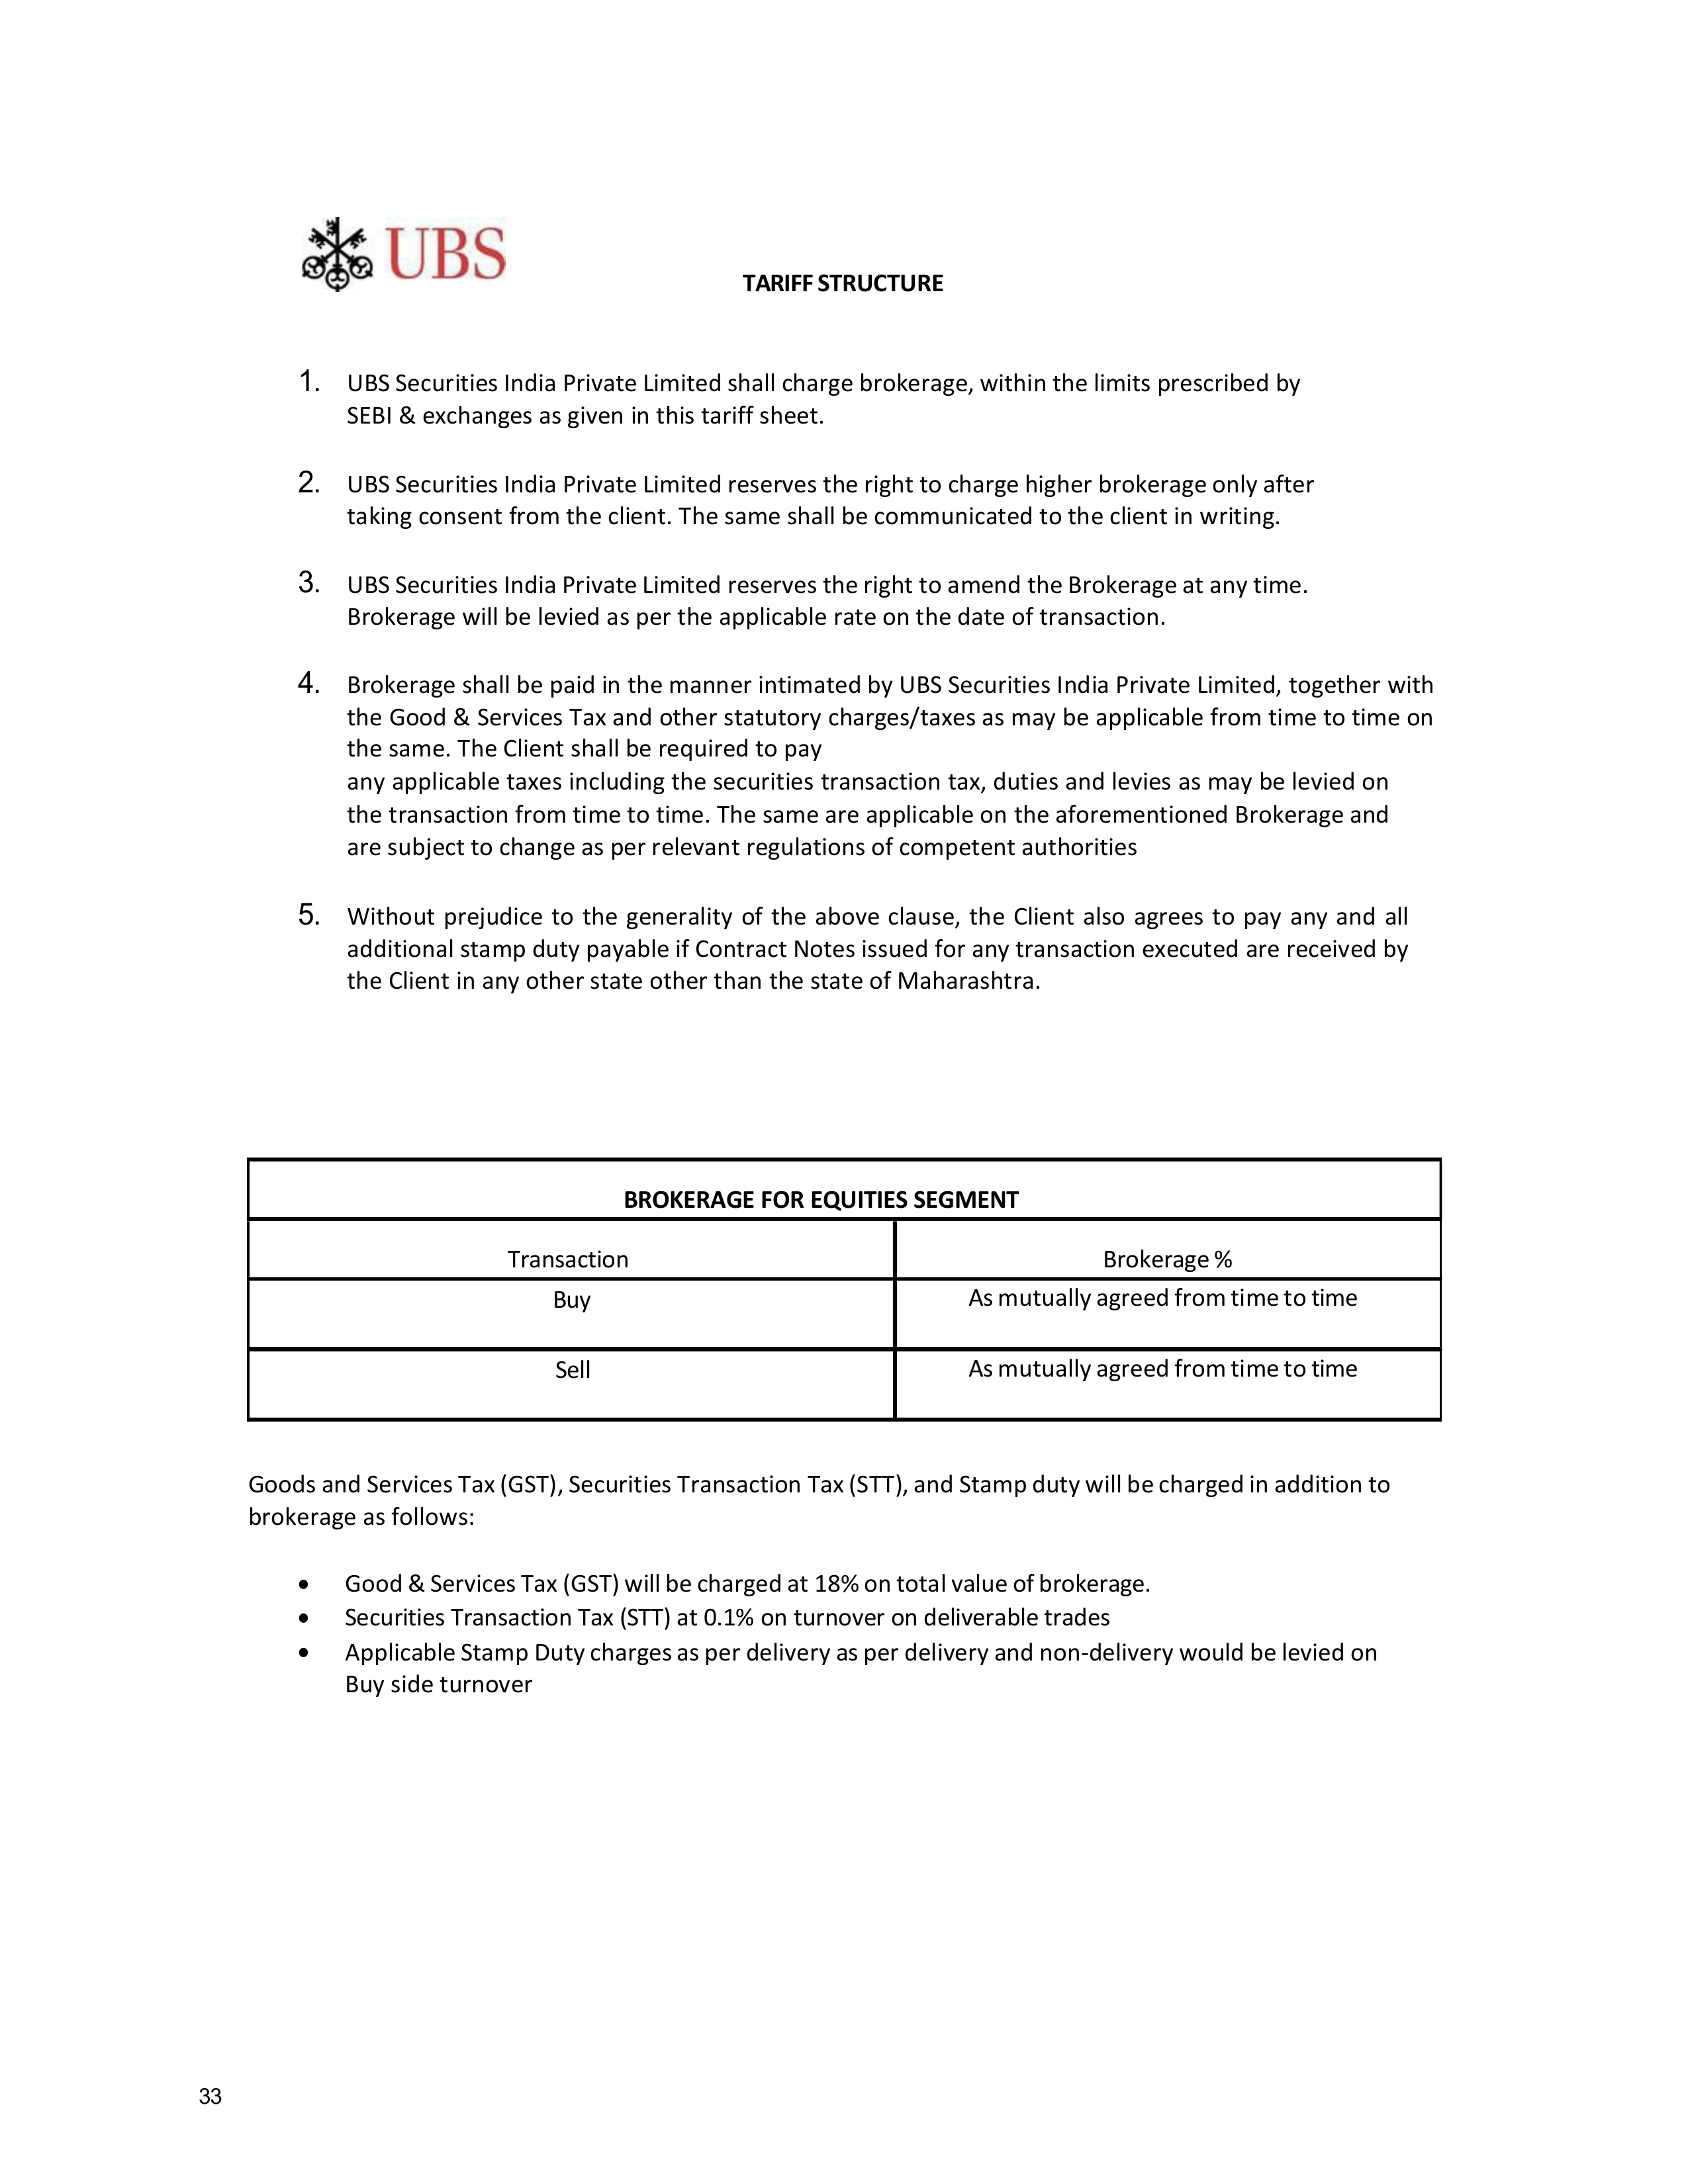 UBS
TARIFF STRUCTURE
1. UBS Securities India Private Limited shall charge brokerage, within the limits prescribed by
SEBI & exchanges as given in this tariff sheet.
2. UBS Securities India Private Limited reserves the right to charge higher brokerage only after
taking consent from the client. The same shall be communicated to the client in writing.
3. UBS Securities India Private Limited reserves the right to amend the Brokerage at any time.
Brokerage will be levied as per the applicable rate on the date of transaction.
4. Brokerage shall be paid in the manner intimated by UBS Securities India Private Limited, together with
the Good & Services Tax and other statutory charges/taxes as may be applicable from time to time on
the same. The Client shall be required to pay
any applicable taxes including the securities transaction tax, duties and levies as may be levied on
the transaction from time to time. The same are applicable on the aforementioned Brokerage and
are subject to change as per relevant regulations of competent authorities
5. Without prejudice to the generality of the above clause, the Client also agrees to pay any and all
additional stamp duty payable if Contract Notes issued for any transaction executed are received by
the Client in any other state other than the state of Maharashtra.
BROKERAGE FOR EQUITIES SEGMENT
Transaction Brokerage %
Buy As mutually agreed from time to time
Sell As mutually agreed from time to time
Goods and Services Tax (GST), Securities Transaction Tax (STT), and Stamp duty will be charged in addition to
brokerage as follows:
• Good & Services Tax (GST) will be charged at 18% on total value of brokerage.
• Securities Transaction Tax (STT) at 0.1% on turnover on deliverable trades
• Applicable Stamp Duty charges as per delivery as per delivery and non-delivery would be levied on
Buy side turnover
33